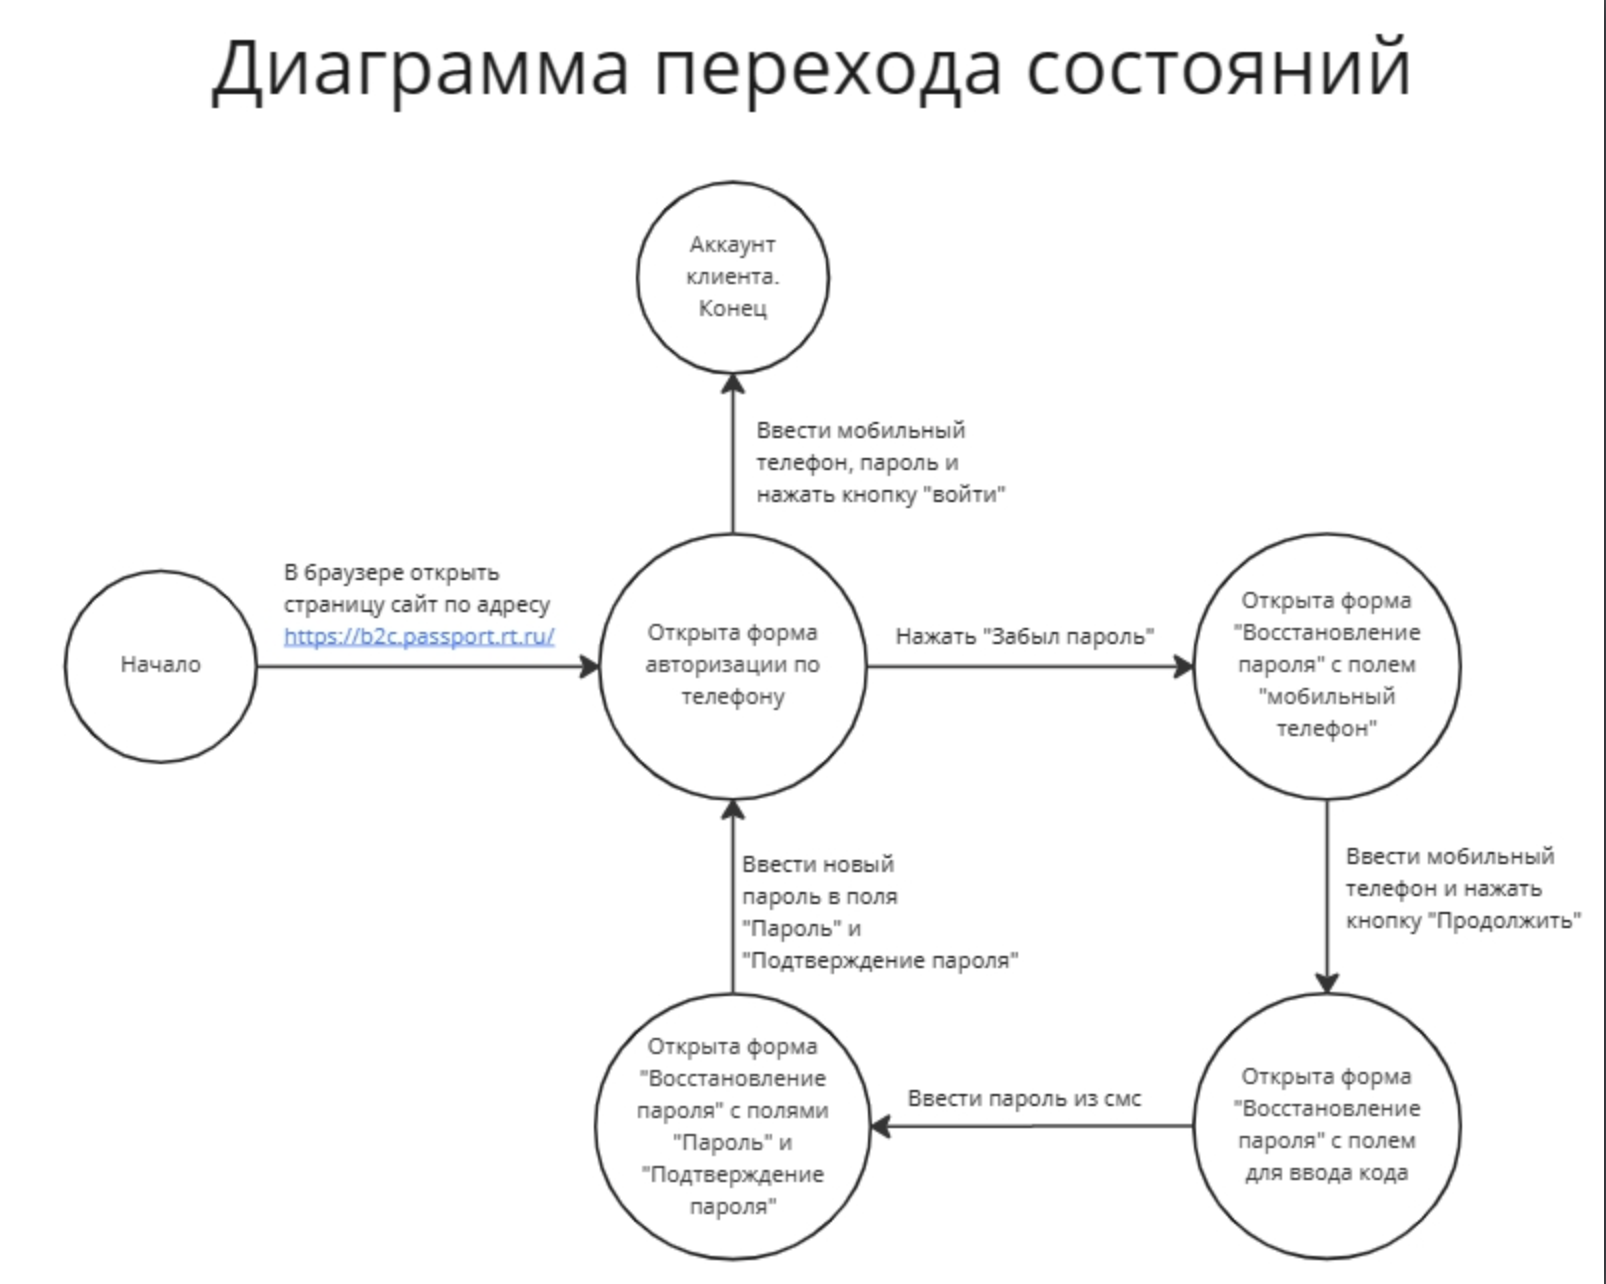 Диаграмма перехода состояний
Аккаунт
клиента.
Конец
Ввести мобильный
телефон, пароль и
нажать кнопку "войти"
В браузере открыть
страницу сайт по адресу
https://b2c.passport.rt.ru/
Начало
Открыта форма
авторизации по
телефону
Нажать "Забыл пароль"
Открыта форма
"Восстановление
пароля" с полем
"мобильный
телефон"
Ввести новый
пароль в поля
"Пароль" и
"Подтверждение пароля"
Ввести мобильный
телефон и нажать
кнопку "Продолжить"
Открыта форма
"Восстановление
пароля" с полями
"Пароль" и
"Подтверждение
пароля"
Ввести пароль из смс
Открыта форма
"Восстановление
пароля" с полем
для ввода кода